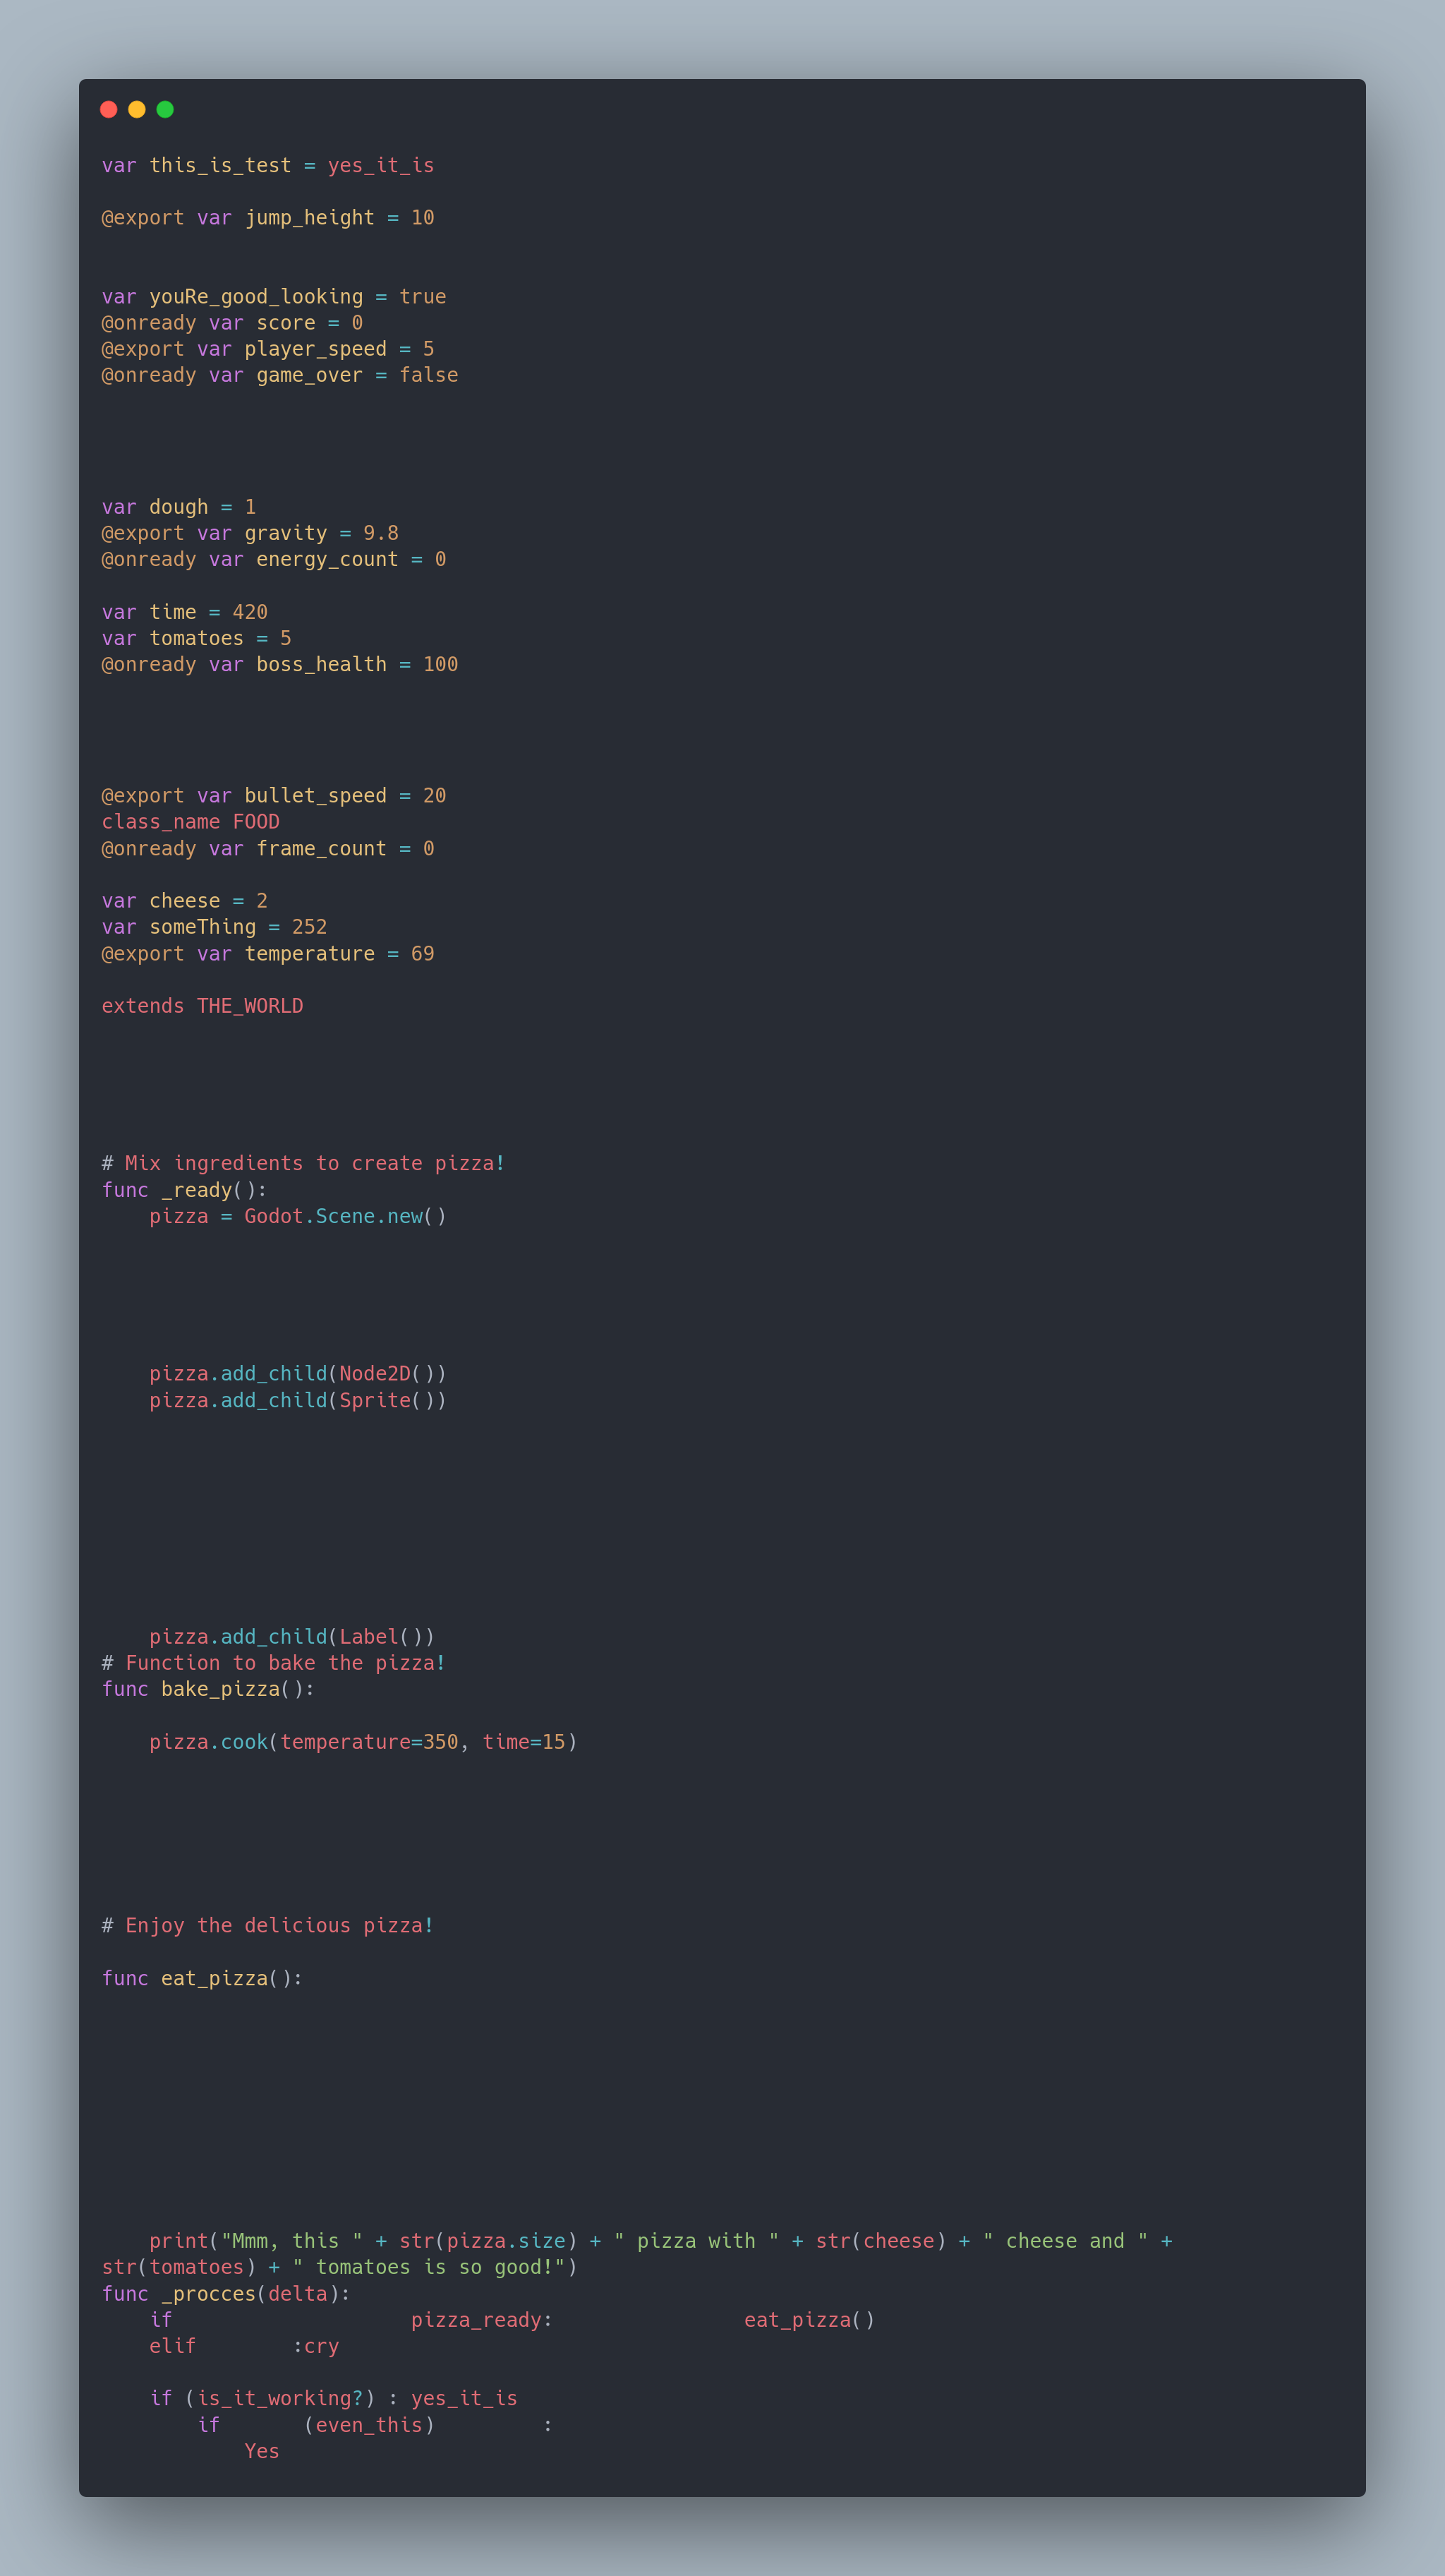 var this_is_test = yes_it_is
@export var jump_height = 10
var youRe_good_looking = true
@onready var score = 0
@export var player_speed = 5
@onready var game_over = false
var dough = 1
@export var gravity = 9.8
@onready var energy_count = 0
var time = 420
var tomatoes = 5
@onready var boss_health = 100
@export var bullet_speed = 20
class_name FOOD
@onready var frame_count = 0
var cheese = 2
var someThing = 252
@export var temperature = 69
extends THE_WORLD
# Mix ingredients to create pizza!
func _ready():
    pizza = Godot.Scene.new()
    pizza.add_child(Node2D())
    pizza.add_child(Sprite())
    pizza.add_child(Label())
# Function to bake the pizza!
func bake_pizza():
    pizza.cook(temperature=350, time=15)
# Enjoy the delicious pizza!
func eat_pizza():
    print("Mmm, this " + str(pizza.size) + " pizza with " + str(cheese) + " cheese and " +
str(tomatoes) + " tomatoes is so good!")
func _procces(delta):
    if                    pizza_ready:                eat_pizza()
    elif        :cry
    if (is_it_working?) : yes_it_is
        if       (even_this)         :
            Yes